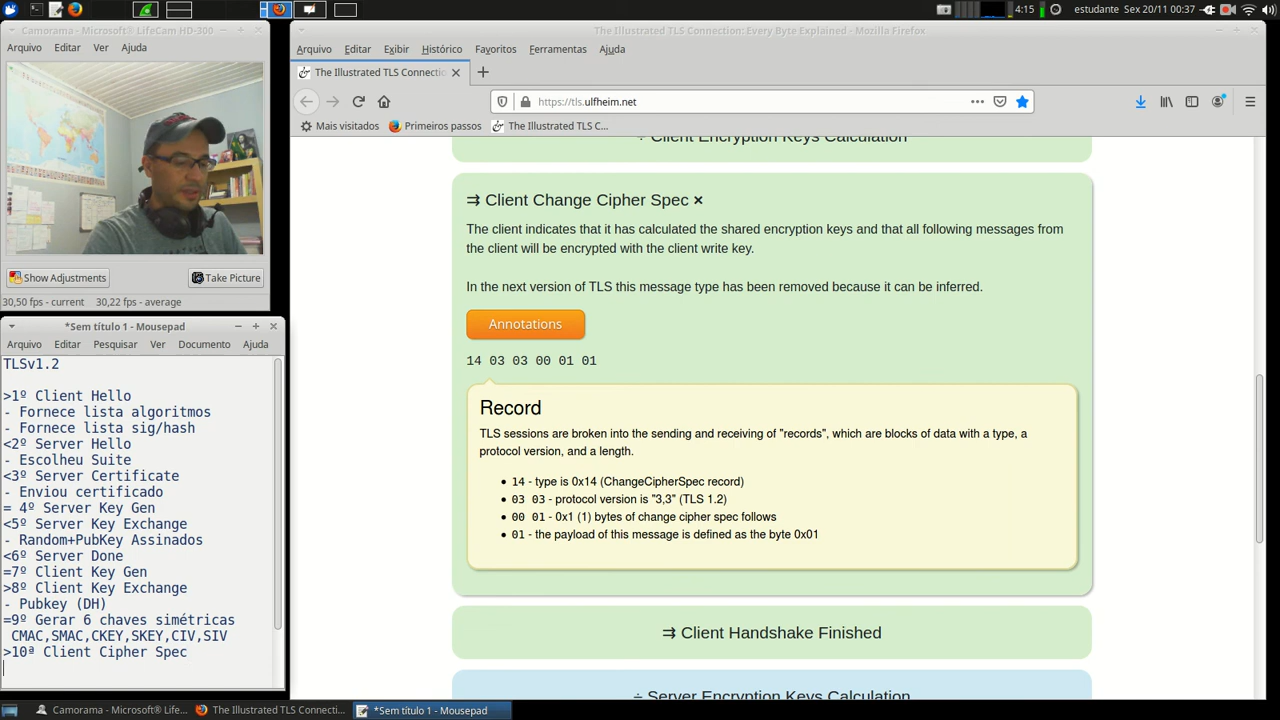 4:15
estudante
Sex 20/11 00:37
Camorama - Microsoft® LifeCam HD-300
Arquivo Editar Ver Ajuda
Show Adjustments
Take Picture
30,50 fps - current 30,22 fps - average
*Sem título 1 - Mousepad
Arquivo Editar Pesquisar Ver Documento Ajuda
TLSv1.2
>1º Client Hello
- Fornece lista algoritmos
- Fornece lista sig/hash
<2º Server Hello
- Escolheu Suite
<3º Server Certificate
- Enviou certificado
= 4º Server Key Gen
<5º Server Key Exchange
- Random+PubKey Assinados
<6º Server Done
=7º Client Key Gen
>8º Client Key Exchange
- Pubkey (DH)
=9º Gerar 6 chaves simétricas
CMAC,SMAC,CKEY,SKEY,CIV,SIV
>10ª Client Cipher Spec
The Illustrated TLS Connection: Every Byte Explained - Mozilla Firefox
Arquivo Editar Exibir Histórico Favoritos Ferramentas Ajuda
The Illustrated TLS Connectic
https://tls.ulfheim.net
Mais visitados
Primeiros passos
The Illustrated TLS C…
÷ Client Encryption Keys Calculation
⇉ Client Change Cipher Spec ×
The client indicates that it has calculated the shared encryption keys and that all following messages from
the client will be encrypted with the client write key.
In the next version of TLS this message type has been removed because it can be inferred.
Annotations
14 03 03 00 01 01
Record
TLS sessions are broken into the sending and receiving of "records", which are blocks of data with a type, a
protocol version, and a length.
• 14 - type is 0x14 (ChangeCipherSpec record)
• 03 03 - protocol version is "3,3" (TLS 1.2)
• 00 01 - 0x1 (1) bytes of change cipher spec follows
• 01 - the payload of this message is defined as the byte 0x01
⇉ Client Handshake Finished
÷ Server Encryption Keys Calculation
Camorama - Microsoft® Life...
The Illustrated TLS Connecti...
*Sem título 1 - Mousepad